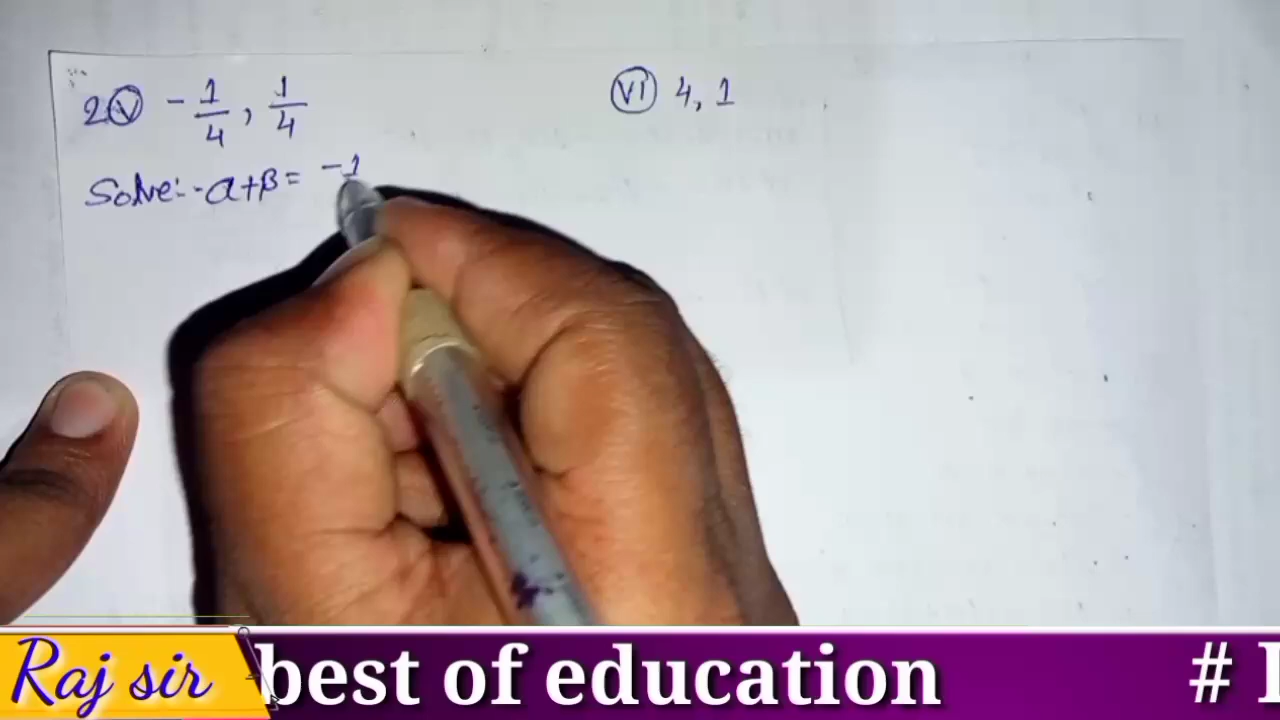 2(V) -1/4, 1/4
(VI) 4, 1
Solve:- α+β= -1
Raj sir
best of education
#